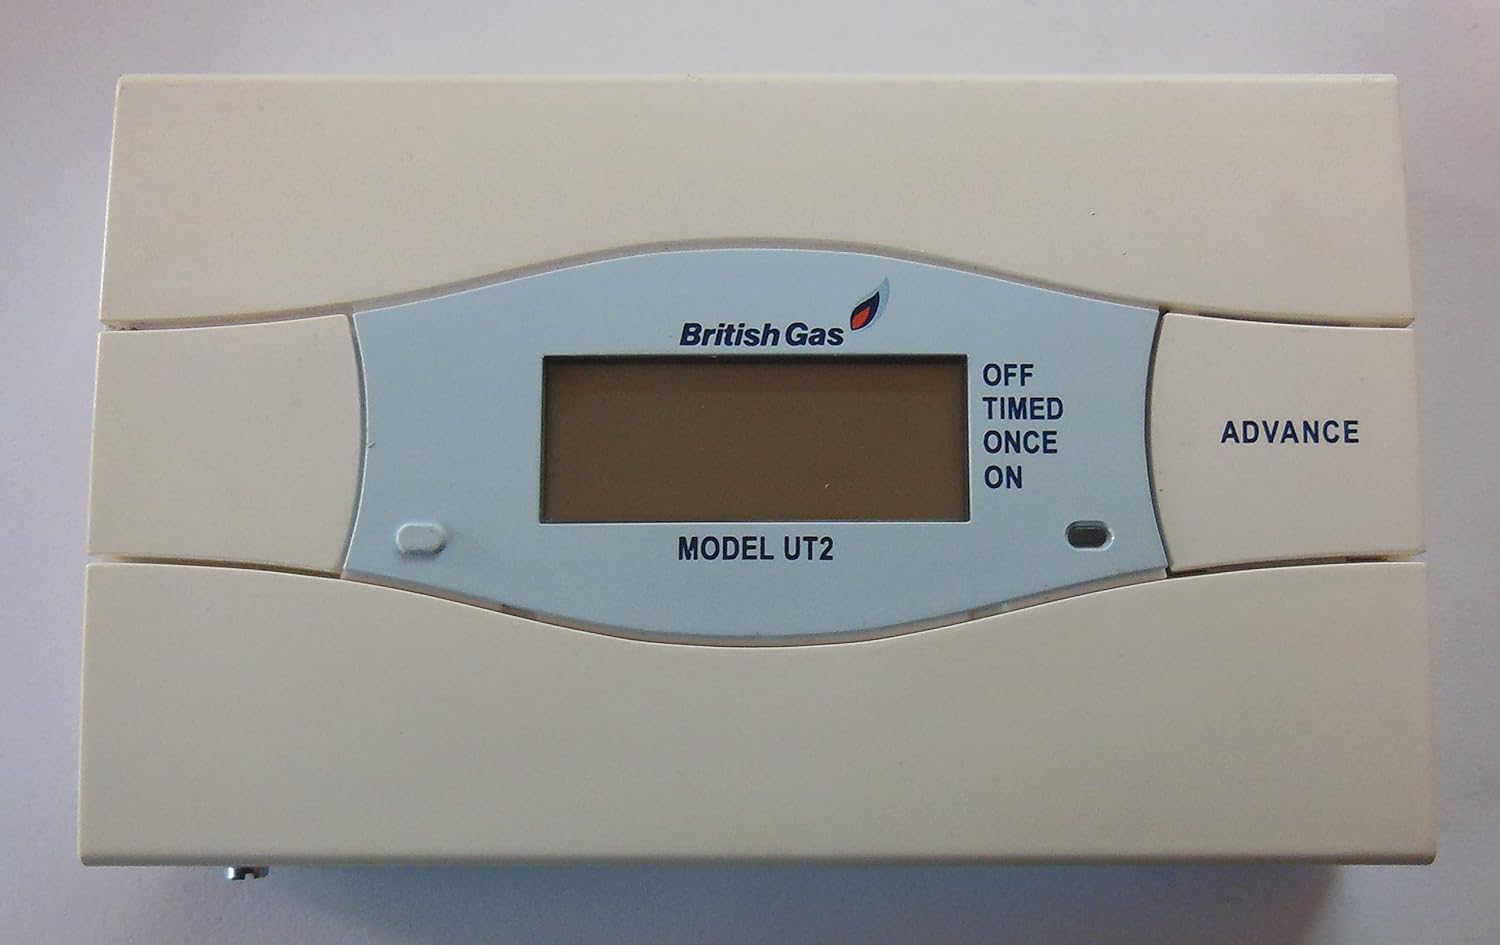 British Gas
OFF
TIMED
ONCE
ON
ADVANCE
MODEL UT2